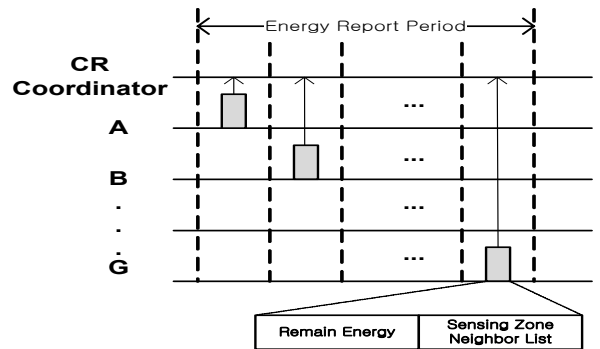 Energy Report Period
CR
Coordinator
...
A
...
B
.
...
.
.
G
...
Remain Energy
Sensing Zone
Neighbor List